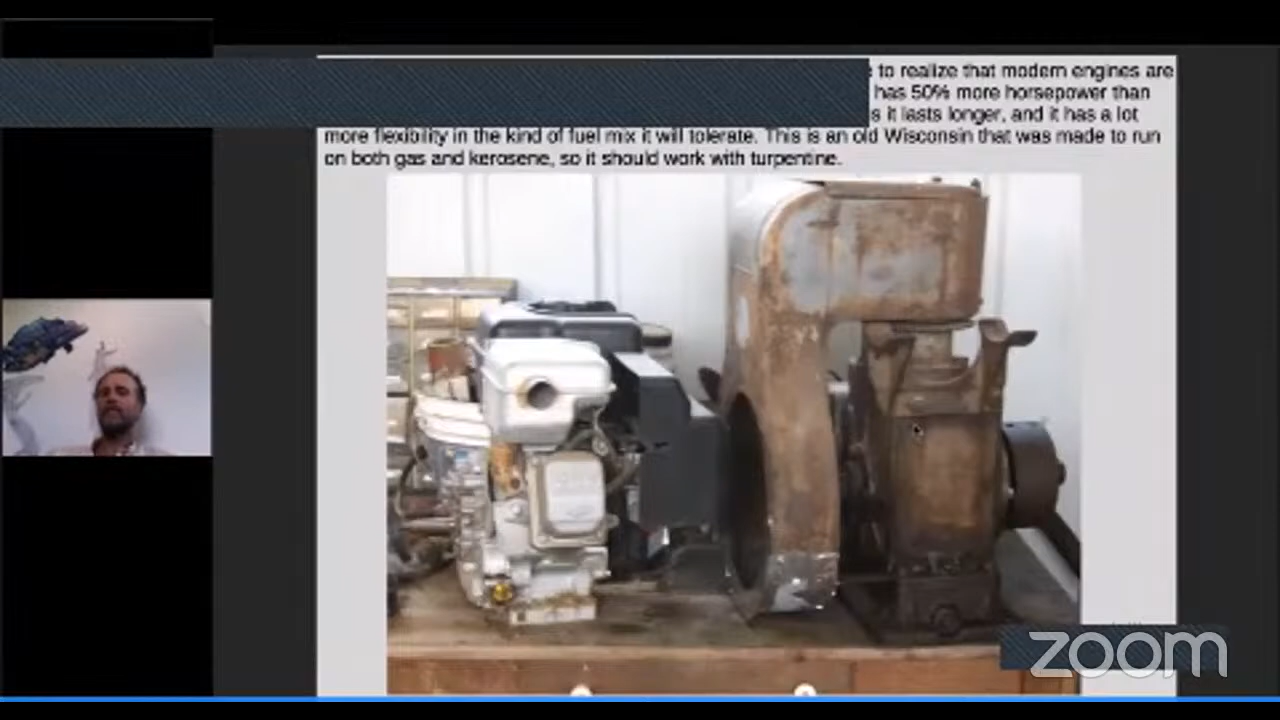 to realize that modern engines are
has 50% more horsepower than
s it lasts longer, and it has a lot
more flexibility in the kind of fuel mix it will tolerate. This is an old Wisconsin that was made to run
on both gas and kerosene, so it should work with turpentine.
zoom